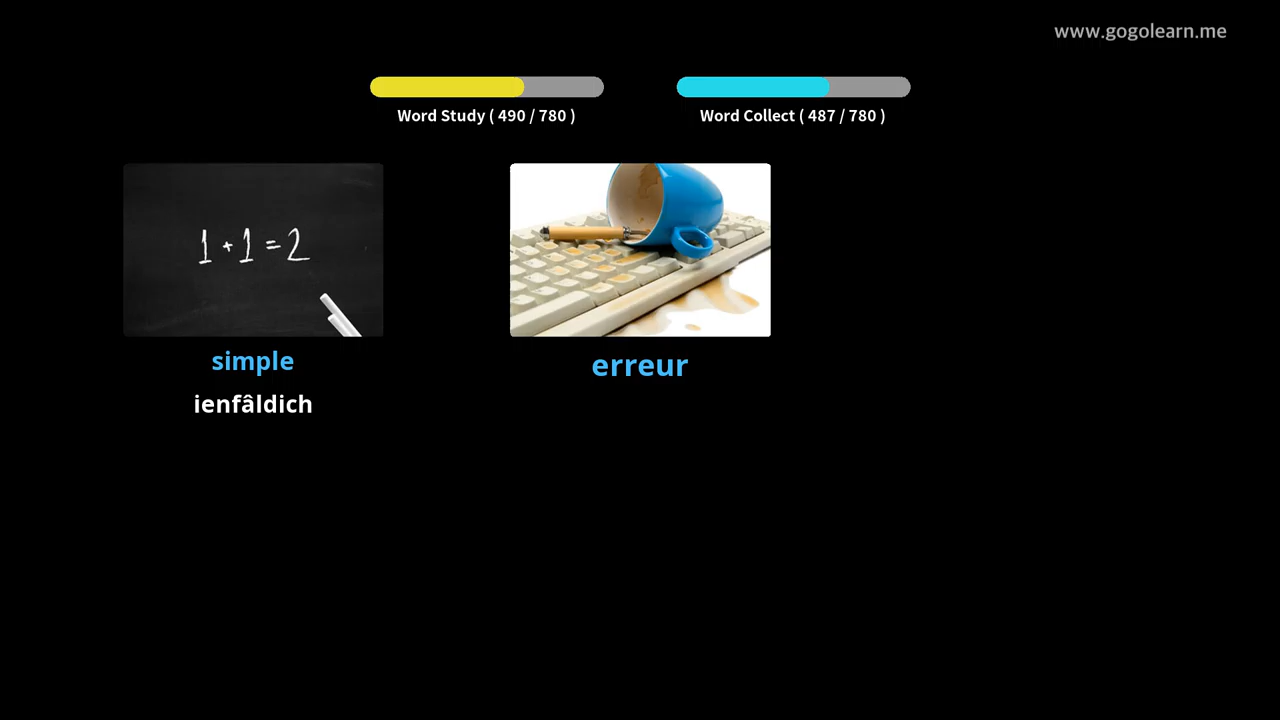 www.gogolearn.me
Word Study ( 490 / 780 )
Word Collect ( 487 / 780 )
1 + 1 = 2
simple
erreur
ienfâldich